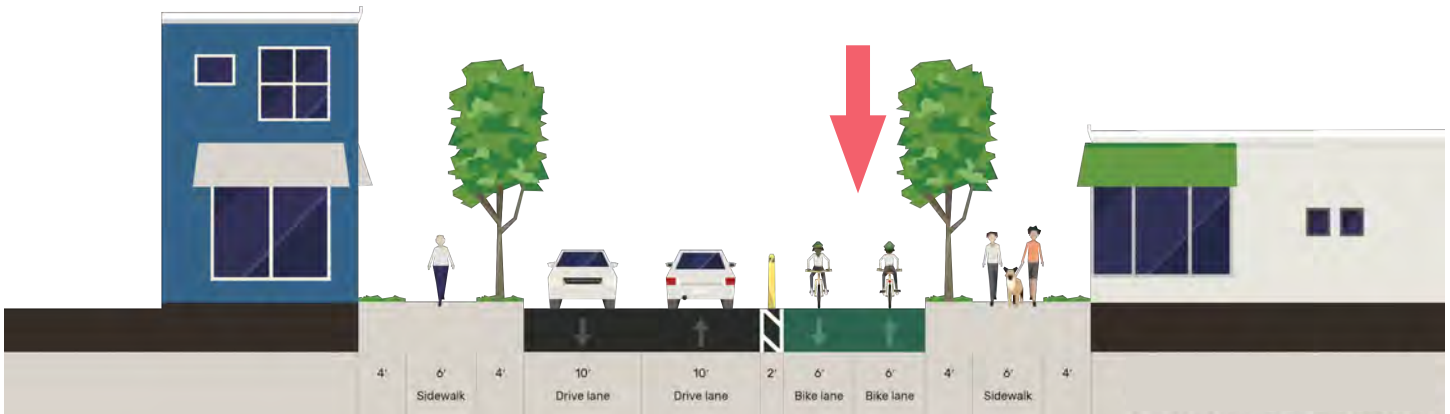 4' 6' 4' 10' 10' 2' 6' 6' 4' 6' 4'
Sidewalk Drive lane Drive lane Bike lane Bike lane Sidewalk